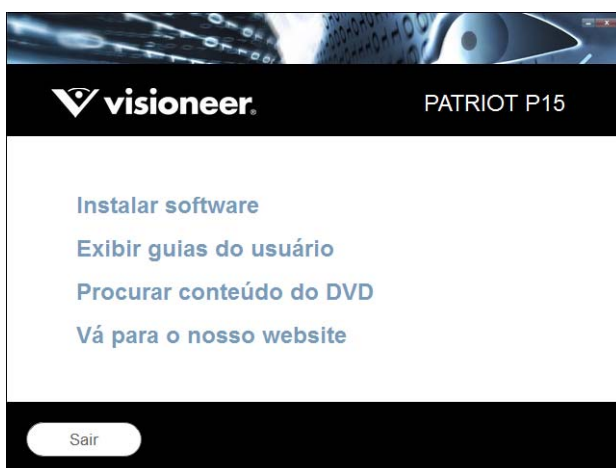 visioneer®
PATRIOT P15
Instalar software
Exibir guias do usuário
Procurar conteúdo do DVD
Vá para o nosso website
Sair